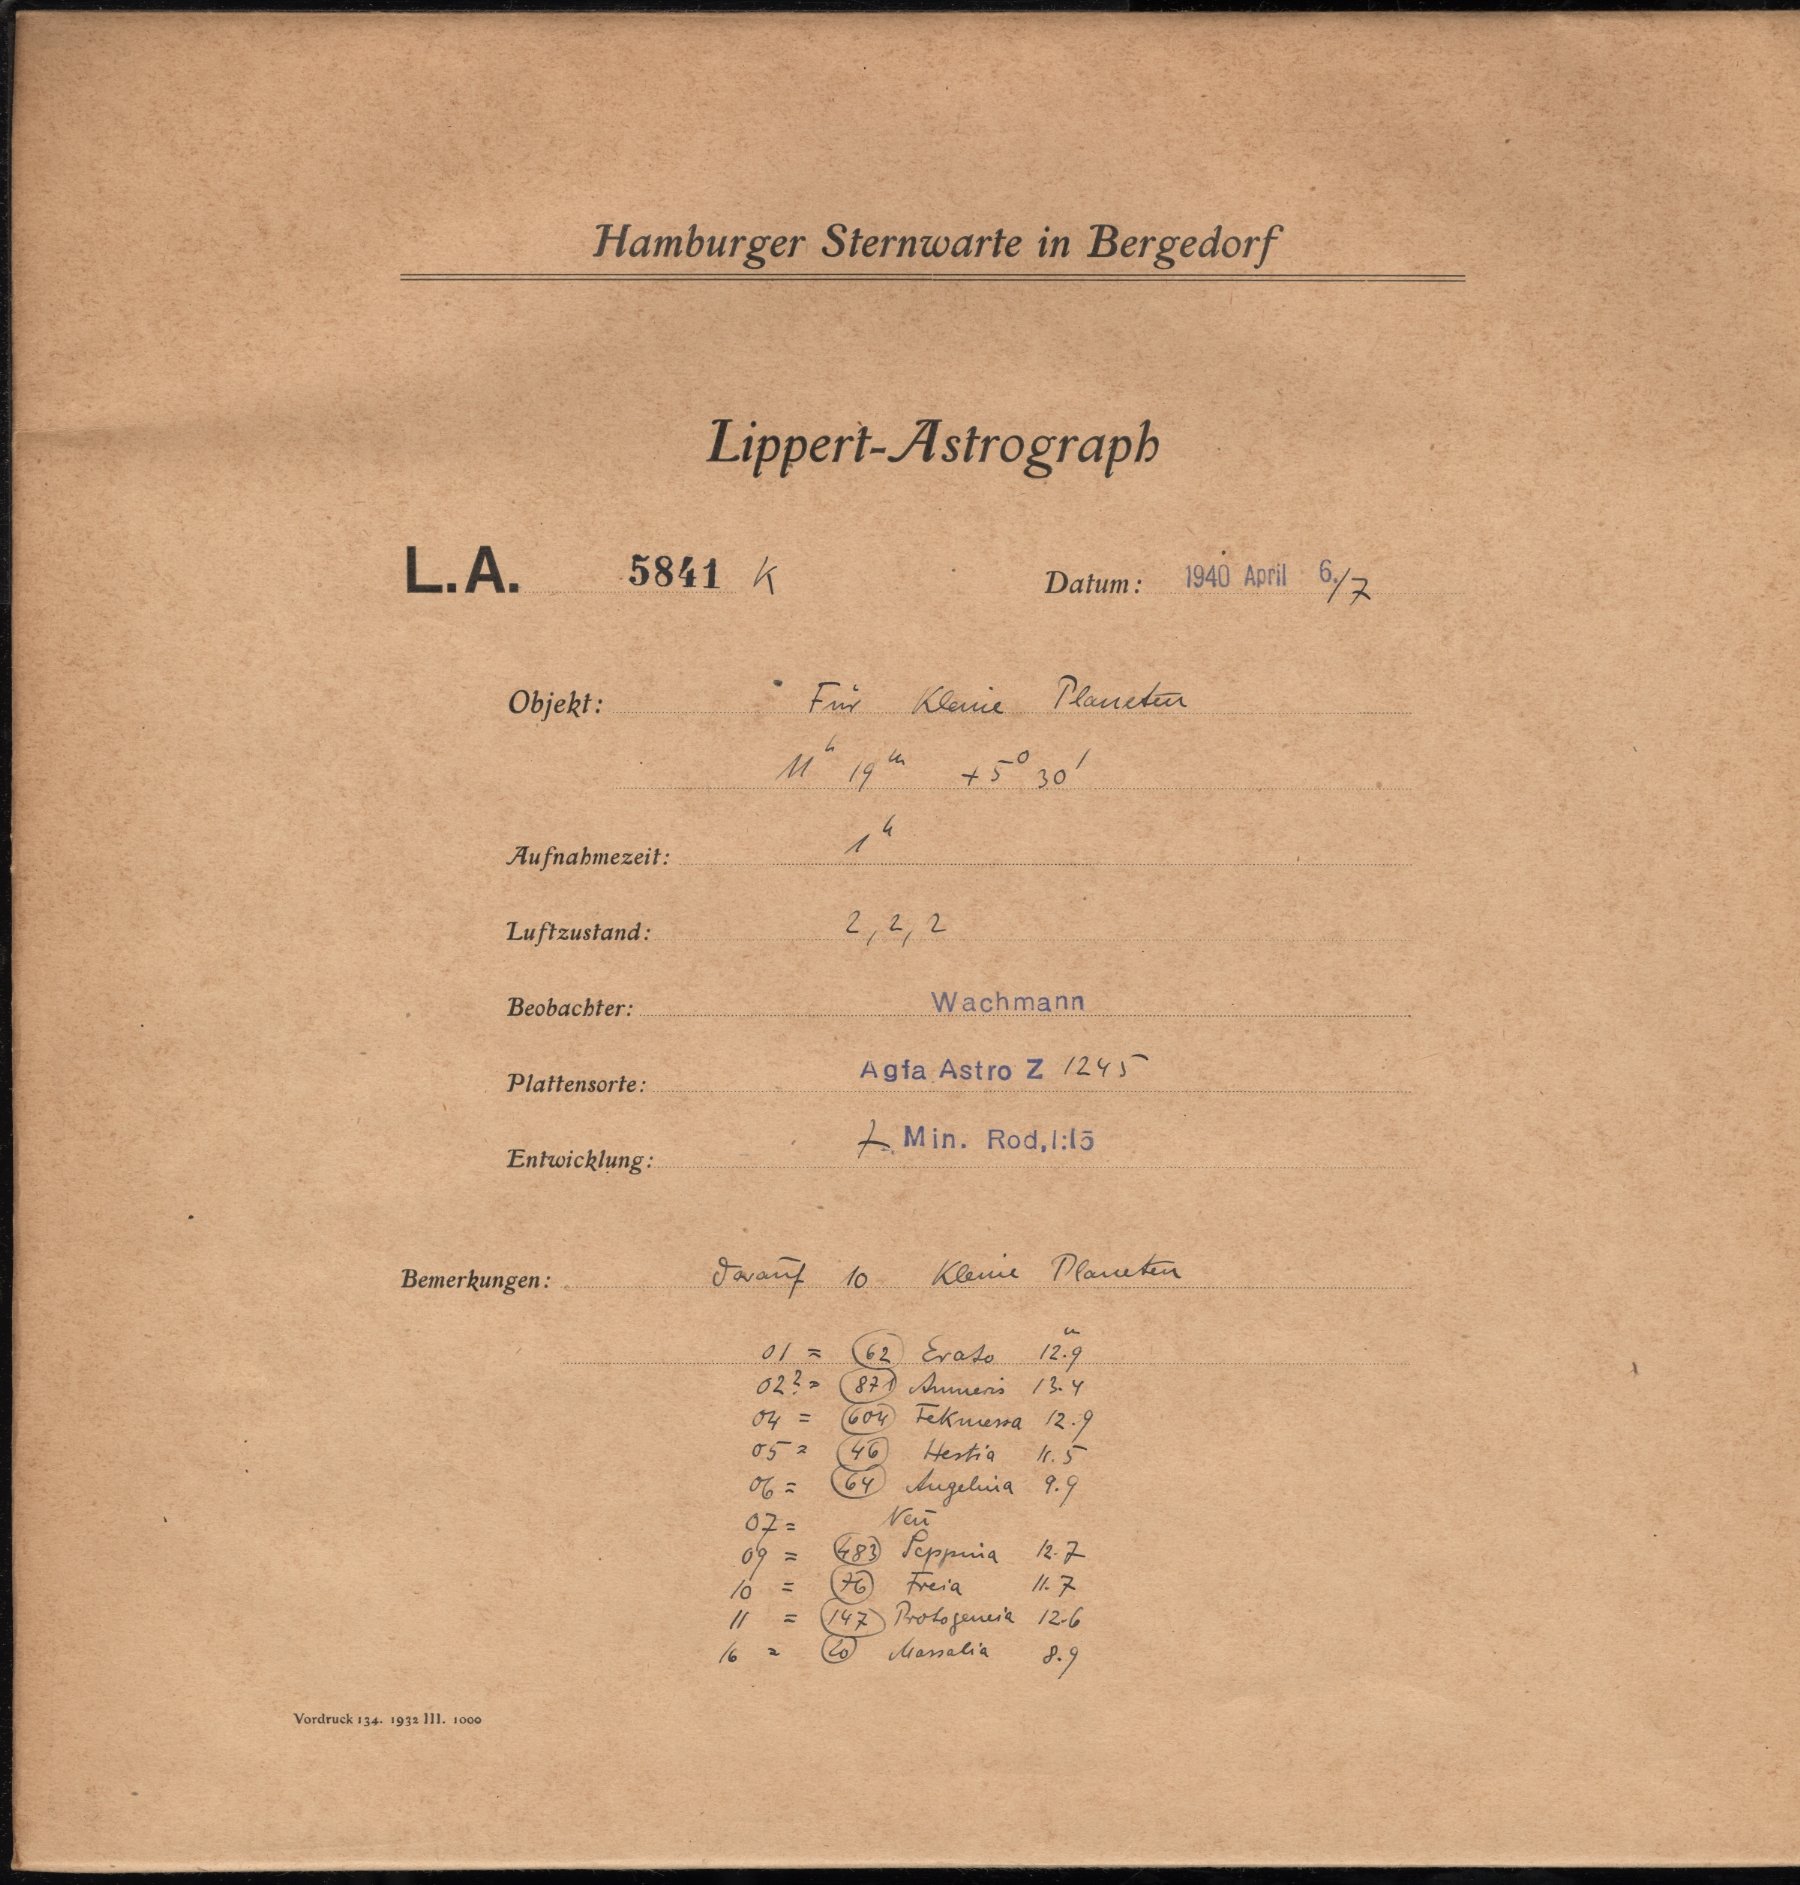 Hamburger Sternwarte in Bergedorf
Lippert-Astrograph
L.A. 5841 K Datum: 1940 April 6./7
Objekt: Für Kleine Planeten
11ʰ 19ᵐ +5° 30'
Aufnahmezeit: 1ʰ
Luftzustand: 2, 2, 2
Beobachter: Wachmann
Plattensorte: Agfa Astro Z 1245
Entwicklung: 7 Min. Rod, 1:15
Bemerkungen: darauf 10 Kleine Planeten
01 = (62) Erato 12.9ᵐ
02? = (871) Amneris 13.4
04 = (604) Tekmessa 12.9
05 = (46) Hestia 11.5
06 = (64) Angelina 9.9
07 = Neu
09 = (483) Seppina 12.7
10 = (76) Freia 11.7
11 = (147) Protogeneia 12.6
16 = (20) Massalia 8.9
Vordruck 134. 1932 III. 1000